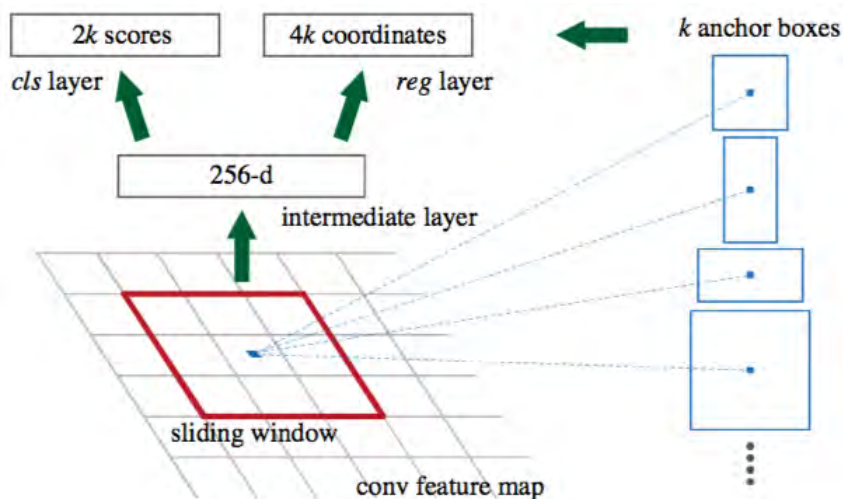 2k scores
4k coordinates
k anchor boxes
cls layer
reg layer
256-d
intermediate layer
sliding window
conv feature map